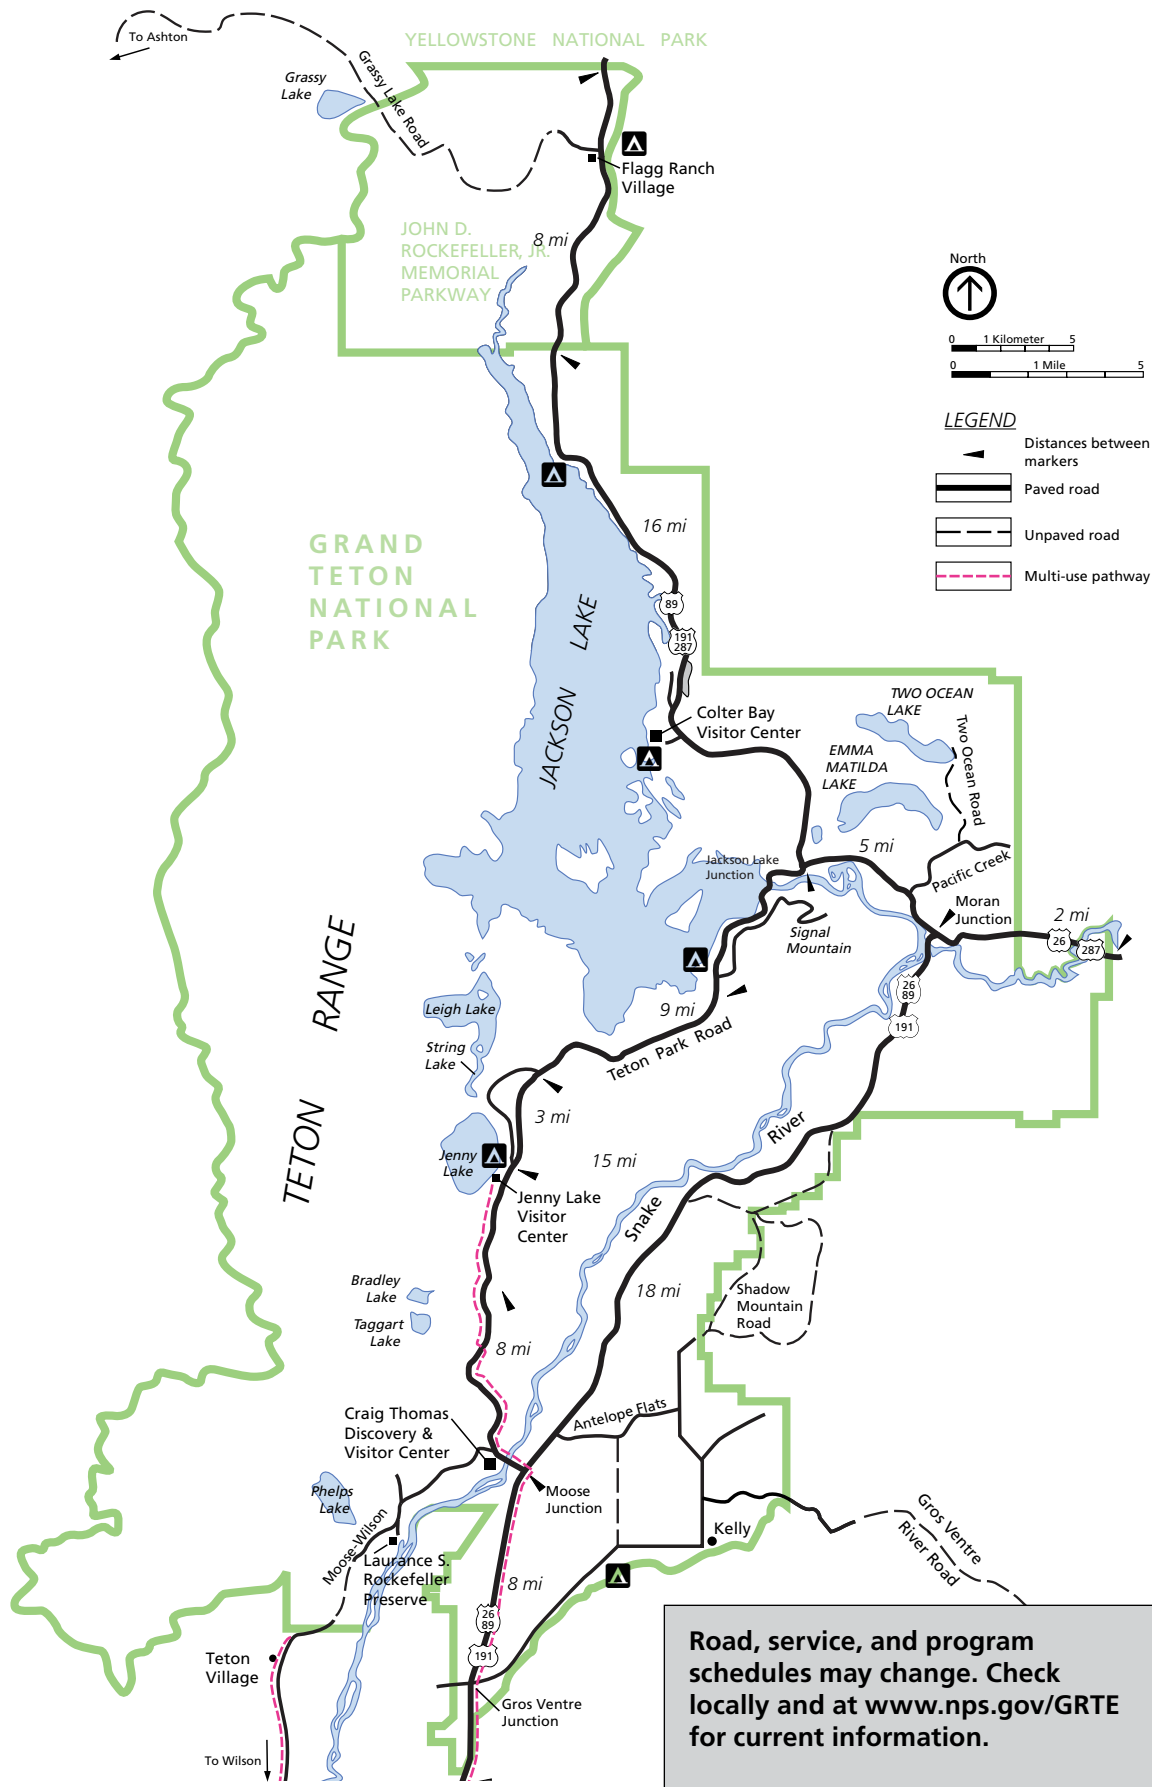 To Ashton
YELLOWSTONE NATIONAL PARK
Grassy Lake Road
Grassy
Lake
Flagg Ranch
Village
JOHN D.
ROCKEFELLER, JR.
MEMORIAL
PARKWAY
8 mi
North
0 1 Kilometer 5
0 1 Mile 5
LEGEND
Distances between
markers
Paved road
Unpaved road
Multi-use pathway
16 mi
GRAND
TETON
NATIONAL
PARK
JACKSON LAKE
89
191
287
Colter Bay
Visitor Center
TWO OCEAN
LAKE
Two Ocean Road
EMMA
MATILDA
LAKE
5 mi
Jackson Lake
Junction
Pacific Creek
Moran
Junction
2 mi
26
287
Signal
Mountain
26
89
191
TETON RANGE
Leigh Lake
String
Lake
9 mi
Teton Park Road
3 mi
Jenny
Lake
15 mi
Snake River
Jenny Lake
Visitor
Center
18 mi
Shadow
Mountain
Road
Bradley
Lake
Taggart
Lake
8 mi
Craig Thomas
Discovery &
Visitor Center
Antelope Flats
Phelps
Lake
Moose-Wilson
Moose
Junction
Kelly
Gros Ventre
River Road
Laurance S.
Rockefeller
Preserve
8 mi
26
89
191
Teton
Village
Gros Ventre
Junction
To Wilson
Road, service, and program
schedules may change. Check
locally and at www.nps.gov/GRTE
for current information.